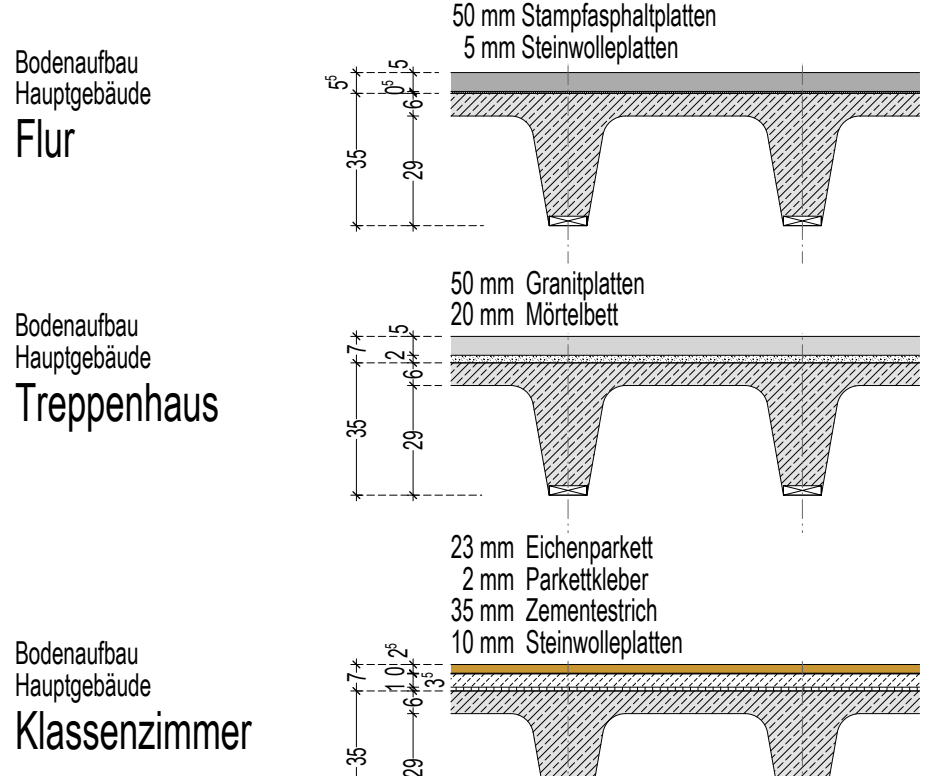 50 mm Stampfasphaltplatten
5 mm Steinwolleplatten
Bodenaufbau
Hauptgebäude
Flur
5⁵
5
0⁵
6
35
29
50 mm Granitplatten
20 mm Mörtelbett
Bodenaufbau
Hauptgebäude
Treppenhaus
7
5
2
6
35
29
23 mm Eichenparkett
2 mm Parkettkleber
35 mm Zementestrich
10 mm Steinwolleplatten
Bodenaufbau
Hauptgebäude
Klassenzimmer
7
2⁵
1 0
3⁵
6
35
29